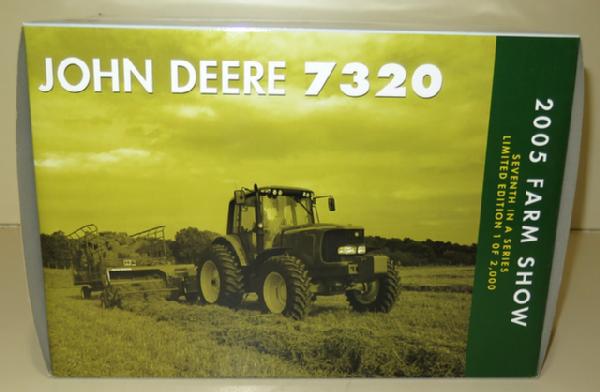 JOHN DEERE 7320
2005 FARM SHOW
SEVENTH IN A SERIES
LIMITED EDITION 1 OF 2,000